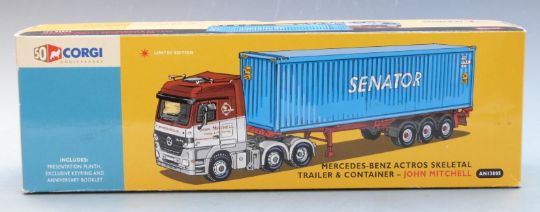 50 CORGI
ANNIVERSARY
LIMITED EDITION
SENATOR
MITCHELL
INCLUDES:
PRESENTATION PLINTH,
EXCLUSIVE KEYRING AND
ANNIVERSARY BOOKLET
MERCEDES-BENZ ACTROS SKELETAL
TRAILER & CONTAINER – JOHN MITCHELL